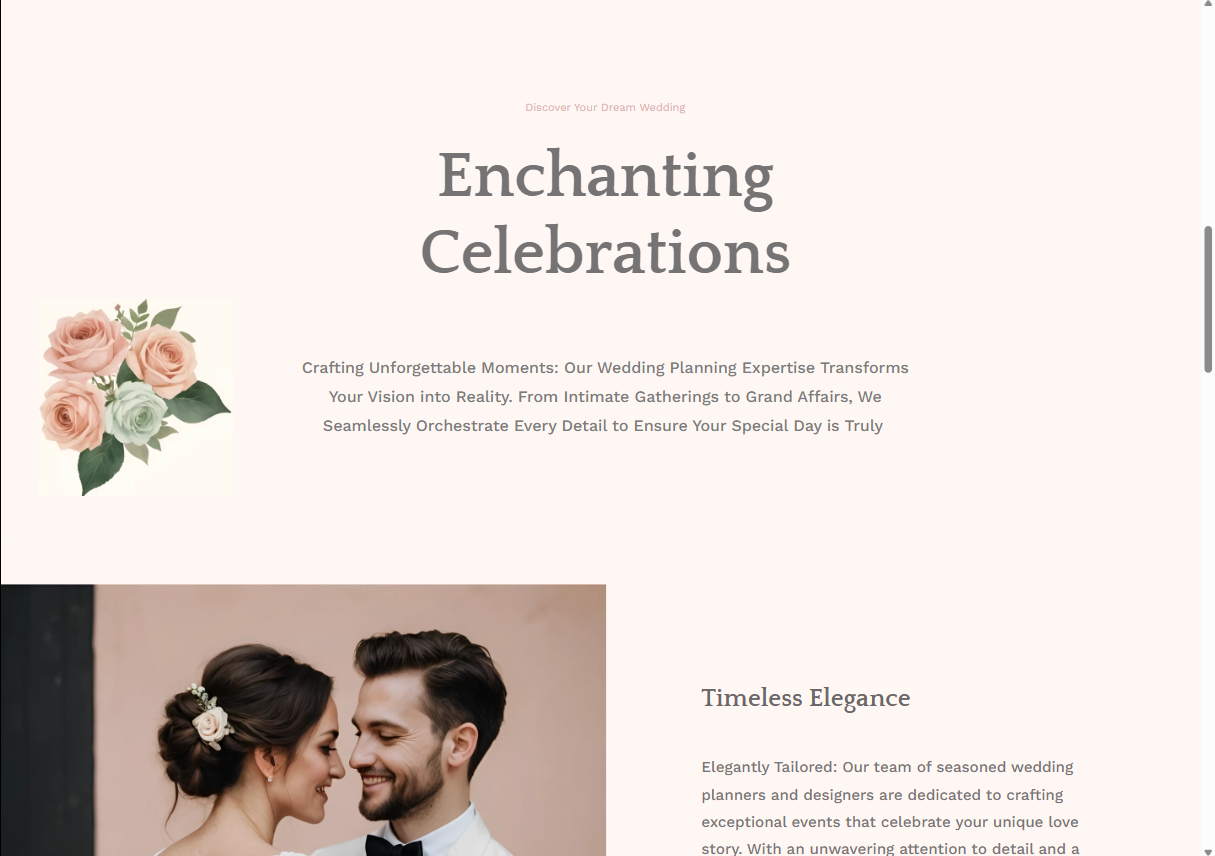 Discover Your Dream Wedding
Enchanting
Celebrations
Crafting Unforgettable Moments: Our Wedding Planning Expertise Transforms
Your Vision into Reality. From Intimate Gatherings to Grand Affairs, We
Seamlessly Orchestrate Every Detail to Ensure Your Special Day is Truly
Timeless Elegance
Elegantly Tailored: Our team of seasoned wedding
planners and designers are dedicated to crafting
exceptional events that celebrate your unique love
story. With an unwavering attention to detail and a